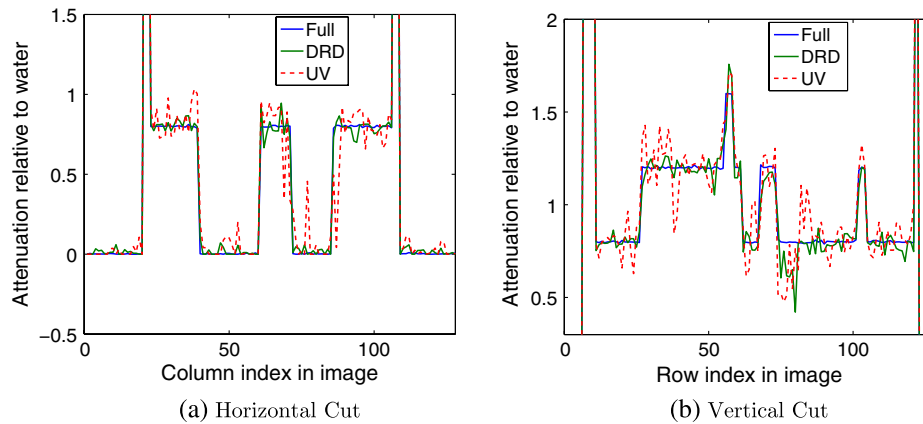 Attenuation relative to water
1.5
1
0.5
0
-0.5
Full
DRD
UV
0 50 100
Column index in image
(a) Horizontal Cut
Attenuation relative to water
2
1.5
1
0.5
Full
DRD
UV
0 50 100
Row index in image
(b) Vertical Cut